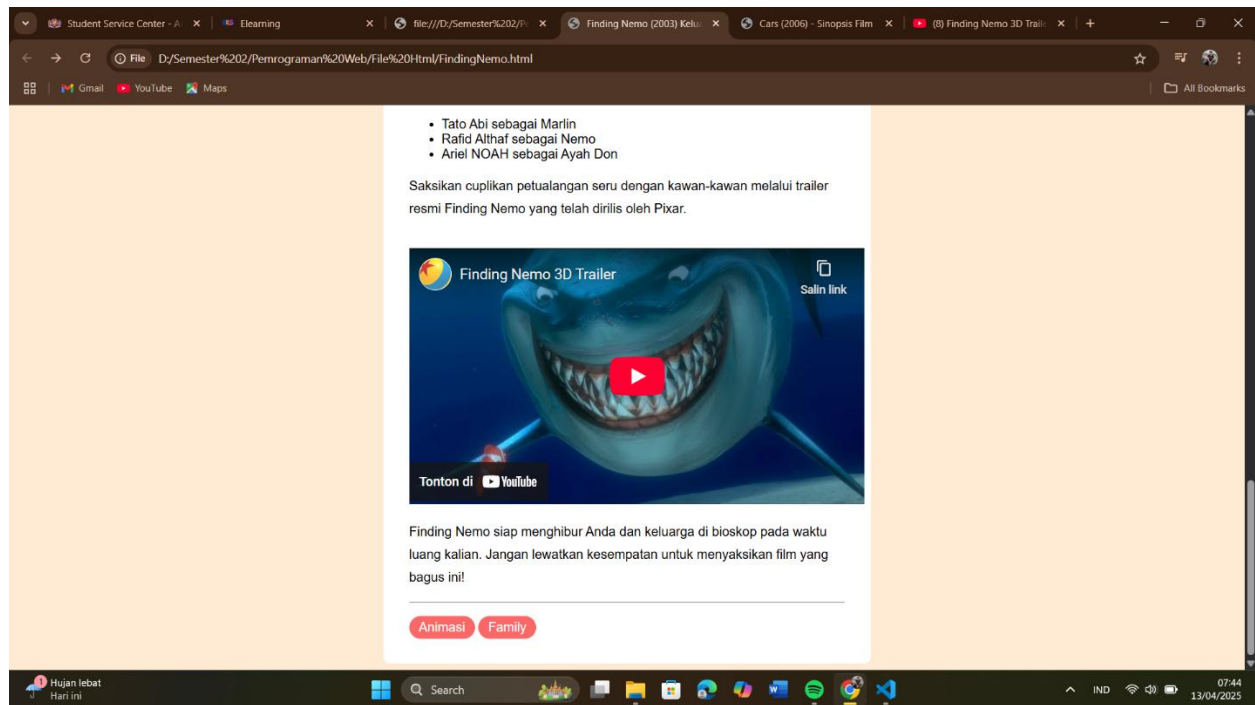 Student Service Center - A
Elearning
file:///D:/Semester%202/Pe
Finding Nemo (2003) Kelua
Cars (2006) - Sinopsis Film
(8) Finding Nemo 3D Traile
File
D:/Semester%202/Pemrograman%20Web/File%20Html/FindingNemo.html
Gmail
YouTube
Maps
All Bookmarks
• Tato Abi sebagai Marlin
• Rafid Althaf sebagai Nemo
• Ariel NOAH sebagai Ayah Don
Saksikan cuplikan petualangan seru dengan kawan-kawan melalui trailer
resmi Finding Nemo yang telah dirilis oleh Pixar.
Finding Nemo 3D Trailer
Salin link
Tonton di YouTube
Finding Nemo siap menghibur Anda dan keluarga di bioskop pada waktu
luang kalian. Jangan lewatkan kesempatan untuk menyaksikan film yang
bagus ini!
Animasi
Family
1
Hujan lebat
Hari ini
Search
IND
07:44
13/04/2025